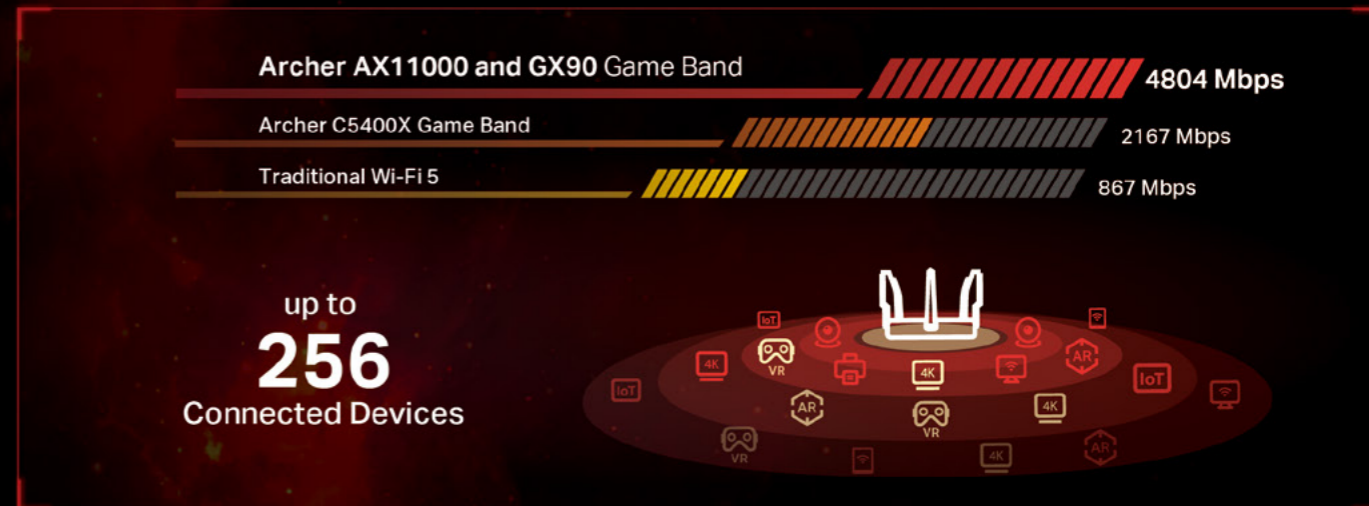 Archer AX11000 and GX90 Game Band
4804 Mbps
Archer C5400X Game Band
2167 Mbps
Traditional Wi-Fi 5
867 Mbps
up to
256
Connected Devices
IoT
4K
VR
4K
AR
IoT
IoT
AR
VR
4K
VR
4K
AR